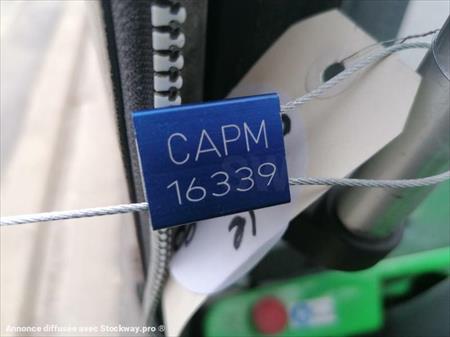 CAPM
16339
Annonce diffusée avec Stockway.pro ®